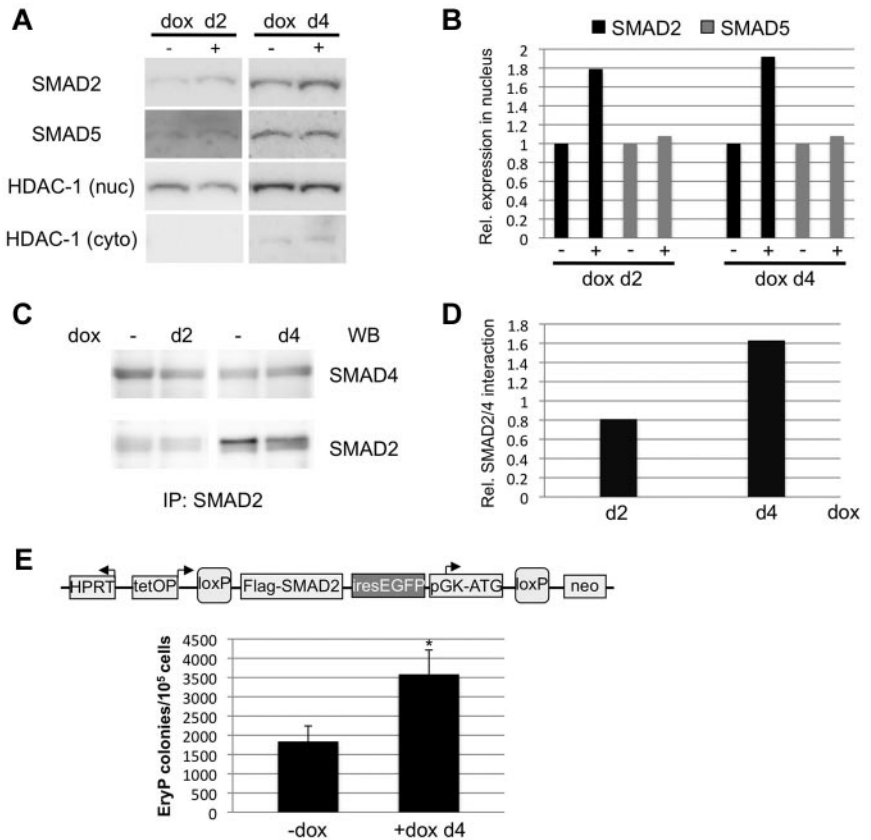 A
dox d2 dox d4
- + - +
SMAD2
SMAD5
HDAC-1 (nuc)
HDAC-1 (cyto)
B
SMAD2 SMAD5
Rel. expression in nucleus
2
1.8
1.6
1.4
1.2
1
0.8
0.6
0.4
0.2
0
- + - + - + - +
dox d2 dox d4
C
dox - d2 - d4 WB
SMAD4
SMAD2
IP: SMAD2
D
Rel. SMAD2/4 interaction
1.8
1.6
1.4
1.2
1
0.8
0.6
0.4
0.2
0
d2 d4 dox
E
HPRT tetOP loxP Flag-SMAD2 iresEGFP pGK-ATG loxP neo
EryP colonies/10⁵ cells
4500
4000
3500
3000
2500
2000
1500
1000
500
0
*
-dox +dox d4